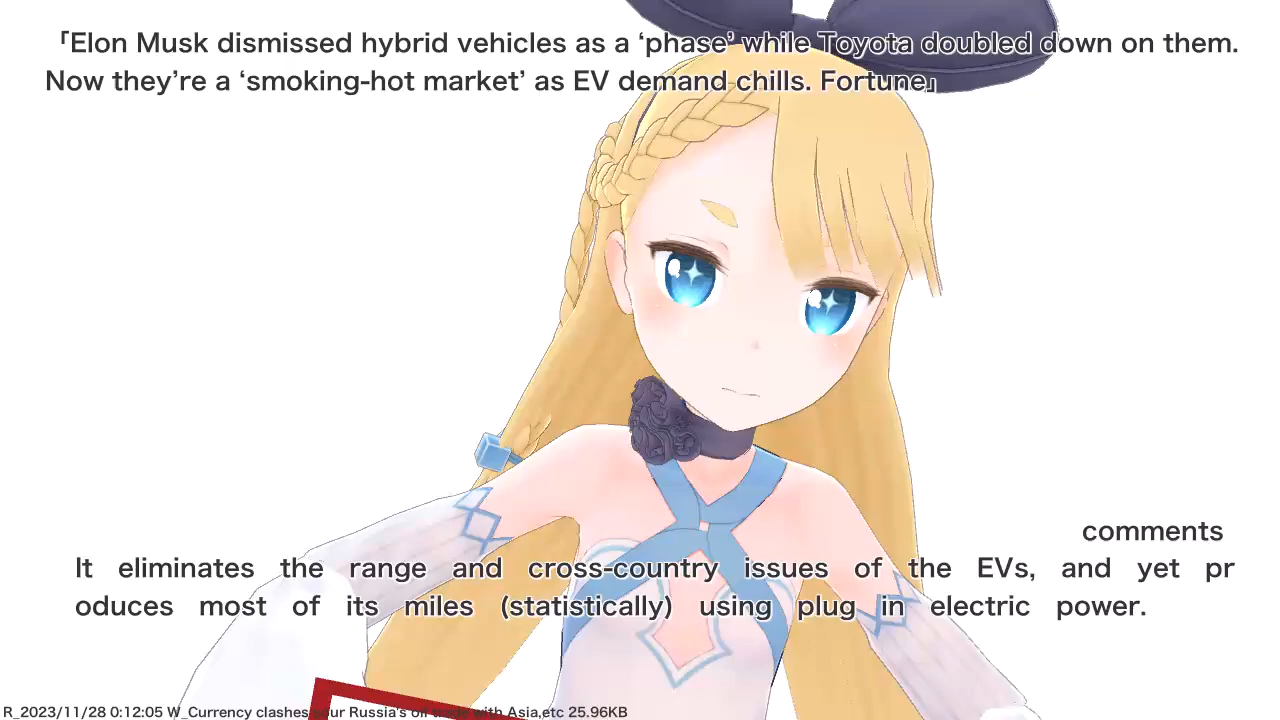 「Elon Musk dismissed hybrid vehicles as a ‘phase’ while Toyota doubled down on them.
Now they’re a ‘smoking-hot market’ as EV demand chills. Fortune」
comments
It eliminates the range and cross-country issues of the EVs, and yet pr
oduces most of its miles (statistically) using plug in electric power.
R_2023/11/28 0:12:05 W_Currency clashes sour Russia's oil trade with Asia,etc 25.96KB